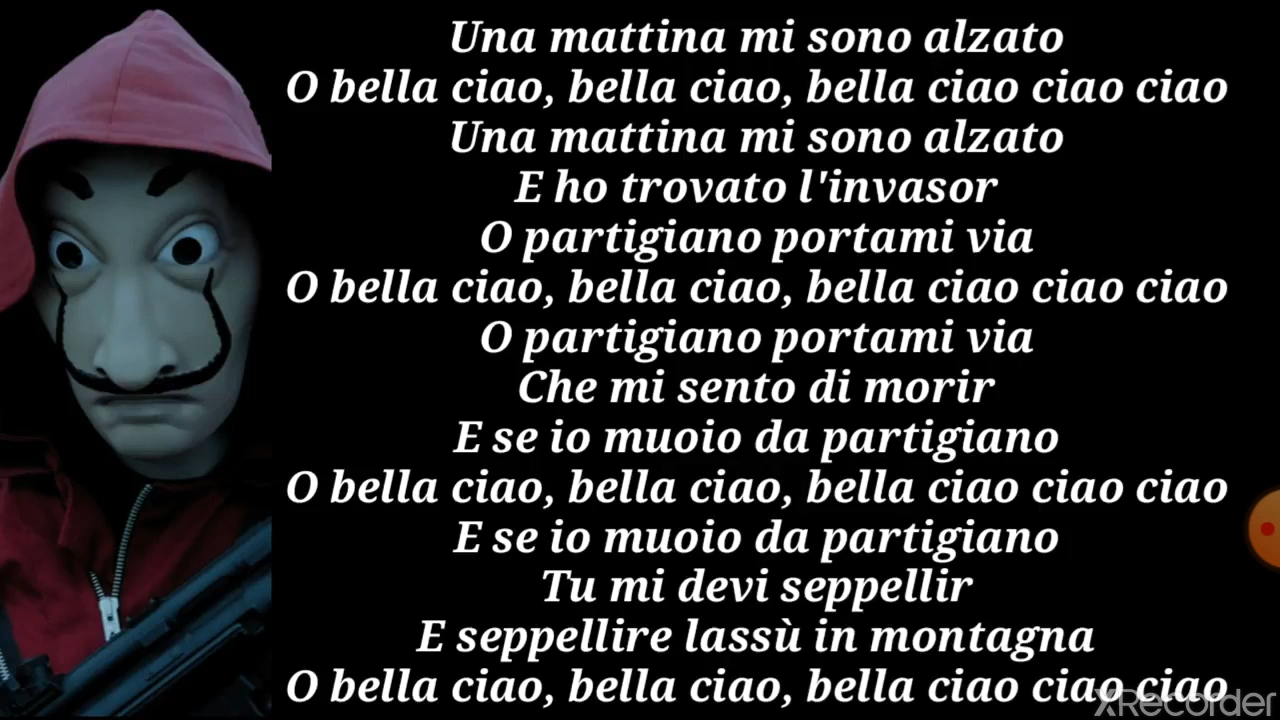 Una mattina mi sono alzato
O bella ciao, bella ciao, bella ciao ciao ciao
Una mattina mi sono alzato
E ho trovato l'invasor
O partigiano portami via
O bella ciao, bella ciao, bella ciao ciao ciao
O partigiano portami via
Che mi sento di morir
E se io muoio da partigiano
O bella ciao, bella ciao, bella ciao ciao ciao
E se io muoio da partigiano
Tu mi devi seppellir
E seppellire lassù in montagna
O bella ciao, bella ciao, bella ciao ciao ciao
XRecorder